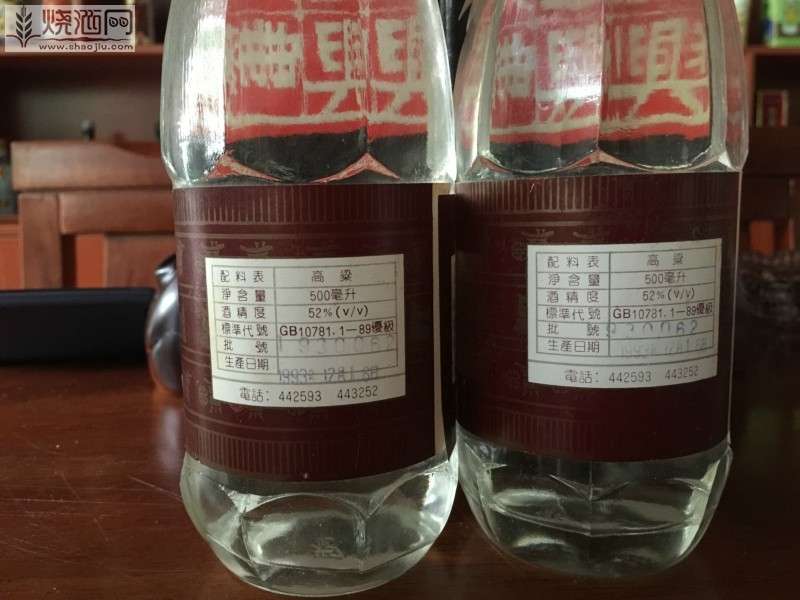 烧酒网
www.shaojiu.com
配料表 高粱
淨含量 500毫升
酒精度 52%(v/v)
標準代號 GB10781.1—89優級
批號 930062
生產日期
電話: 442593 443252
配料表 高粱
淨含量 500毫升
酒精度 52%(v/v)
標準代號 GB10781.1—89優級
批號 930062
生產日期
電話: 442593 443252